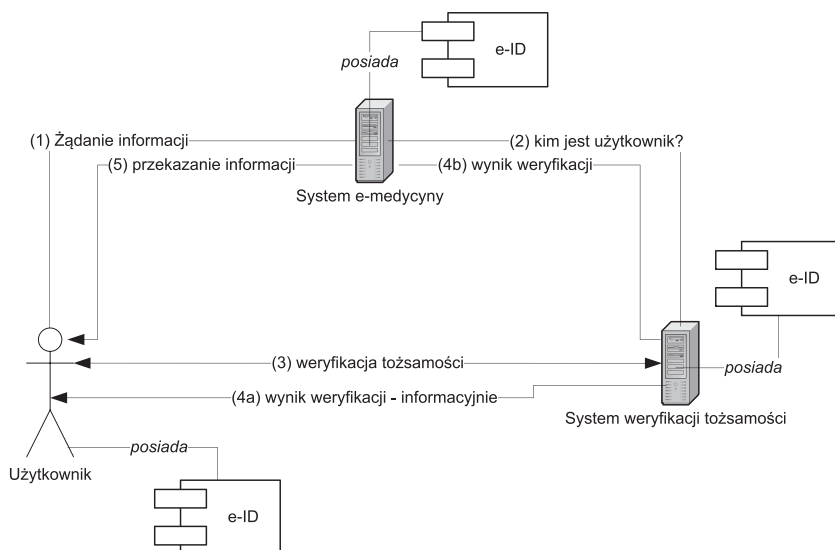 e-ID
posiada
(1) Żądanie informacji
(2) kim jest użytkownik?
(5) przekazanie informacji
(4b) wynik weryfikacji
System e-medycyny
e-ID
(3) weryfikacja tożsamości
posiada
(4a) wynik weryfikacji - informacyjnie
System weryfikacji tożsamości
posiada
Użytkownik
e-ID